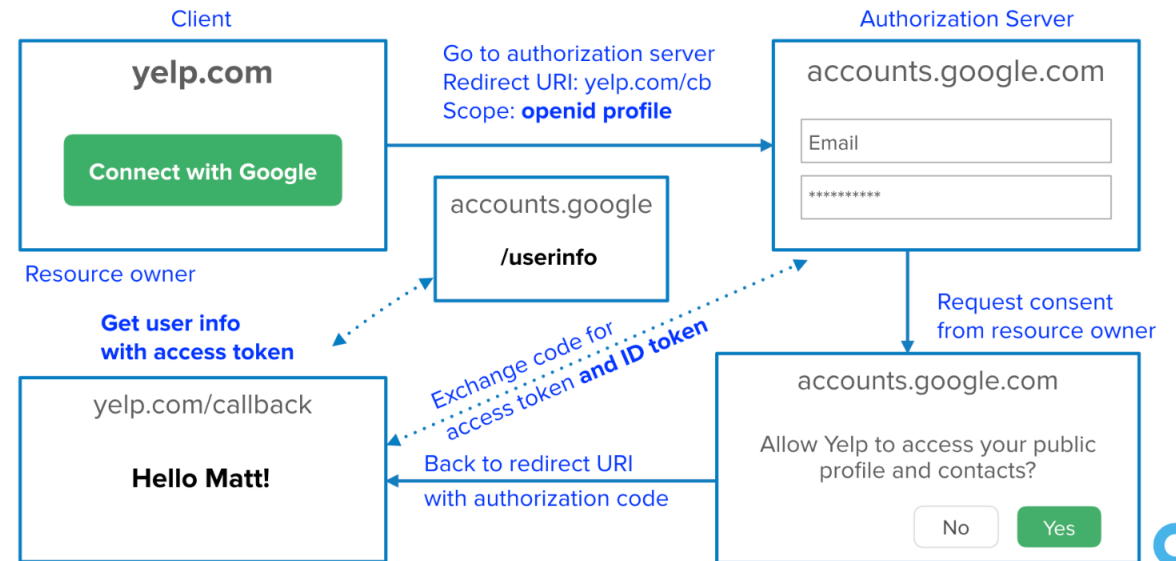 Client
yelp.com
Connect with Google
Resource owner
Go to authorization server
Redirect URI: yelp.com/cb
Scope: openid profile
Authorization Server
accounts.google.com
Email
**********
accounts.google
/userinfo
Get user info
with access token
Exchange code for
access token and ID token
Request consent
from resource owner
accounts.google.com
Allow Yelp to access your public
profile and contacts?
No
Yes
Back to redirect URI
with authorization code
yelp.com/callback
Hello Matt!